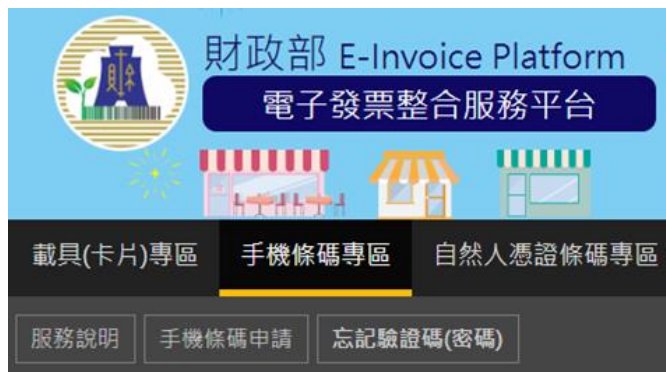 財政部 E-Invoice Platform
電子發票整合服務平台
載具(卡片)專區 手機條碼專區 自然人憑證條碼專區
服務說明 手機條碼申請 忘記驗證碼(密碼)